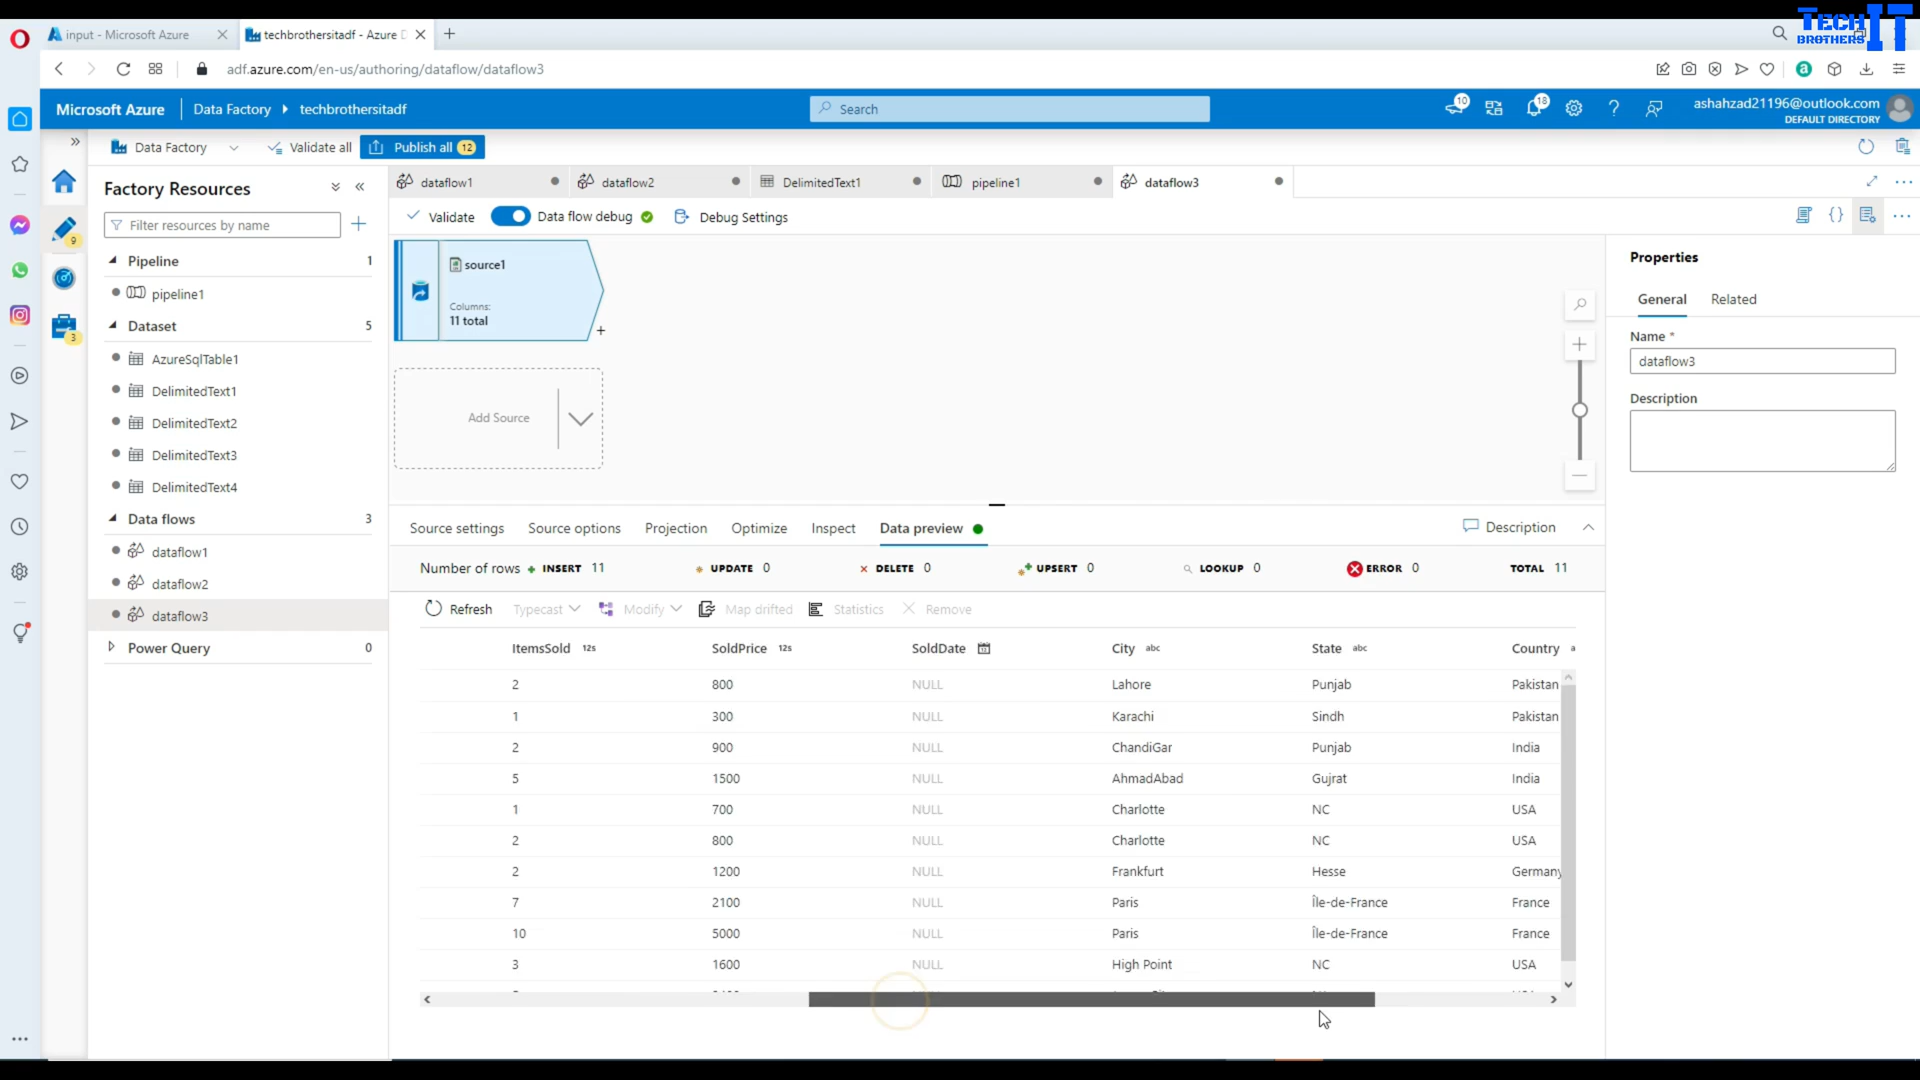 TECH IT
BROTHERS
input - Microsoft Azure
techbrothersitadf - Azure D
adf.azure.com/en-us/authoring/dataflow/dataflow3
Microsoft Azure
Data Factory
techbrothersitadf
Search
10
18
ashahzad21196@outlook.com
DEFAULT DIRECTORY
Data Factory
Validate all
Publish all 12
Factory Resources
Filter resources by name
9
3
Pipeline 1
pipeline1
Dataset 5
AzureSqlTable1
DelimitedText1
DelimitedText2
DelimitedText3
DelimitedText4
Data flows 3
dataflow1
dataflow2
dataflow3
Power Query 0
dataflow1
dataflow2
DelimitedText1
pipeline1
dataflow3
Validate
Data flow debug
Debug Settings
source1
Columns:
11 total
Add Source
Source settings
Source options
Projection
Optimize
Inspect
Data preview
Description
Number of rows + INSERT 11 UPDATE 0 DELETE 0 UPSERT 0 LOOKUP 0 ERROR 0 TOTAL 11
Refresh Typecast Modify Map drifted Statistics Remove
ItemsSold 12s SoldPrice 12s SoldDate City abc State abc Country a
2 800 NULL Lahore Punjab Pakistan
1 300 NULL Karachi Sindh Pakistan
2 900 NULL ChandiGar Punjab India
5 1500 NULL AhmadAbad Gujrat India
1 700 NULL Charlotte NC USA
2 800 NULL Charlotte NC USA
2 1200 NULL Frankfurt Hesse Germany
7 2100 NULL Paris Île-de-France France
10 5000 NULL Paris Île-de-France France
3 1600 NULL High Point NC USA
Properties
General
Related
Name *
dataflow3
Description